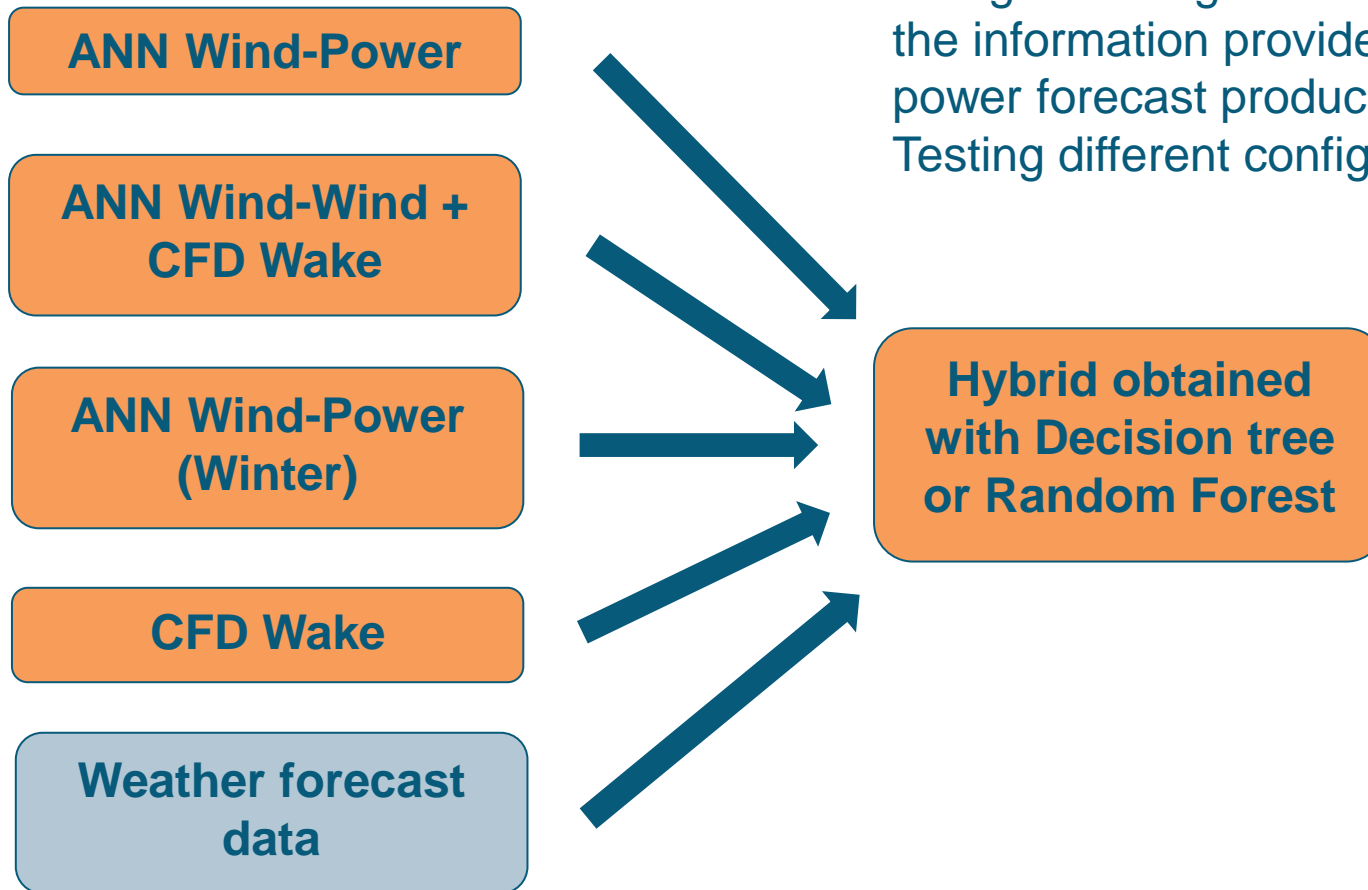 ANN Wind-Power
ANN Wind-Wind +
CFD Wake
ANN Wind-Power
(Winter)
CFD Wake
Weather forecast
data
the information provide
power forecast produc
Testing different config
Hybrid obtained
with Decision tree
or Random Forest